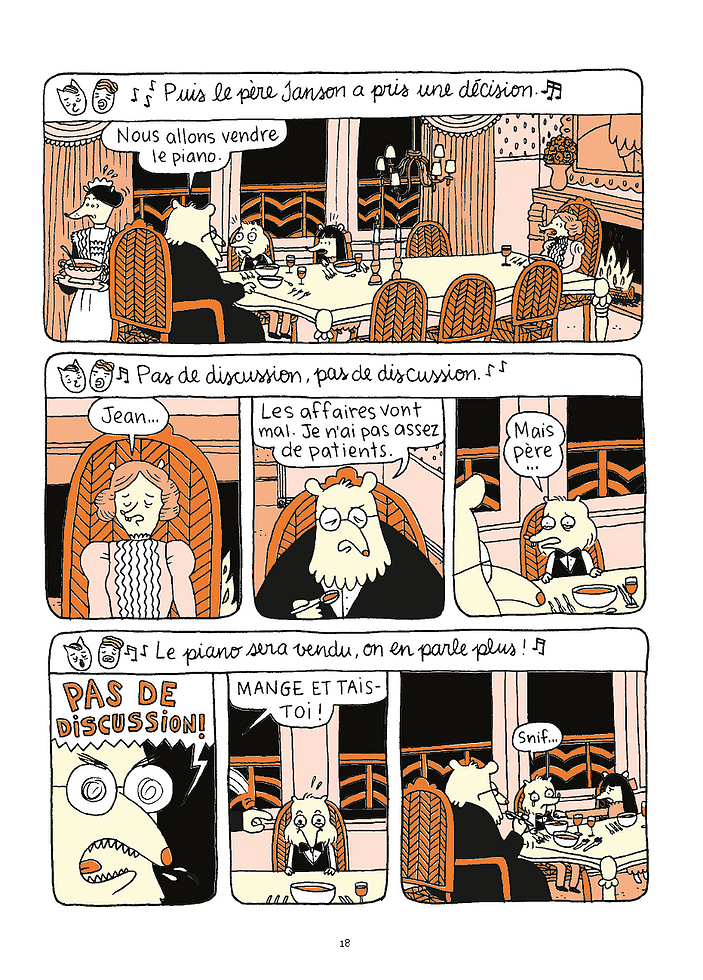 Puis le père Janson a pris une décision.
Nous allons vendre
le piano.
Pas de discussion, pas de discussion.
Jean...
Les affaires vont
mal. Je n'ai pas assez
de patients.
Mais
père
...
Le piano sera vendu, on en parle plus !
PAS DE
DISCUSSION!
MANGE ET TAIS-
TOI !
Snif...
18